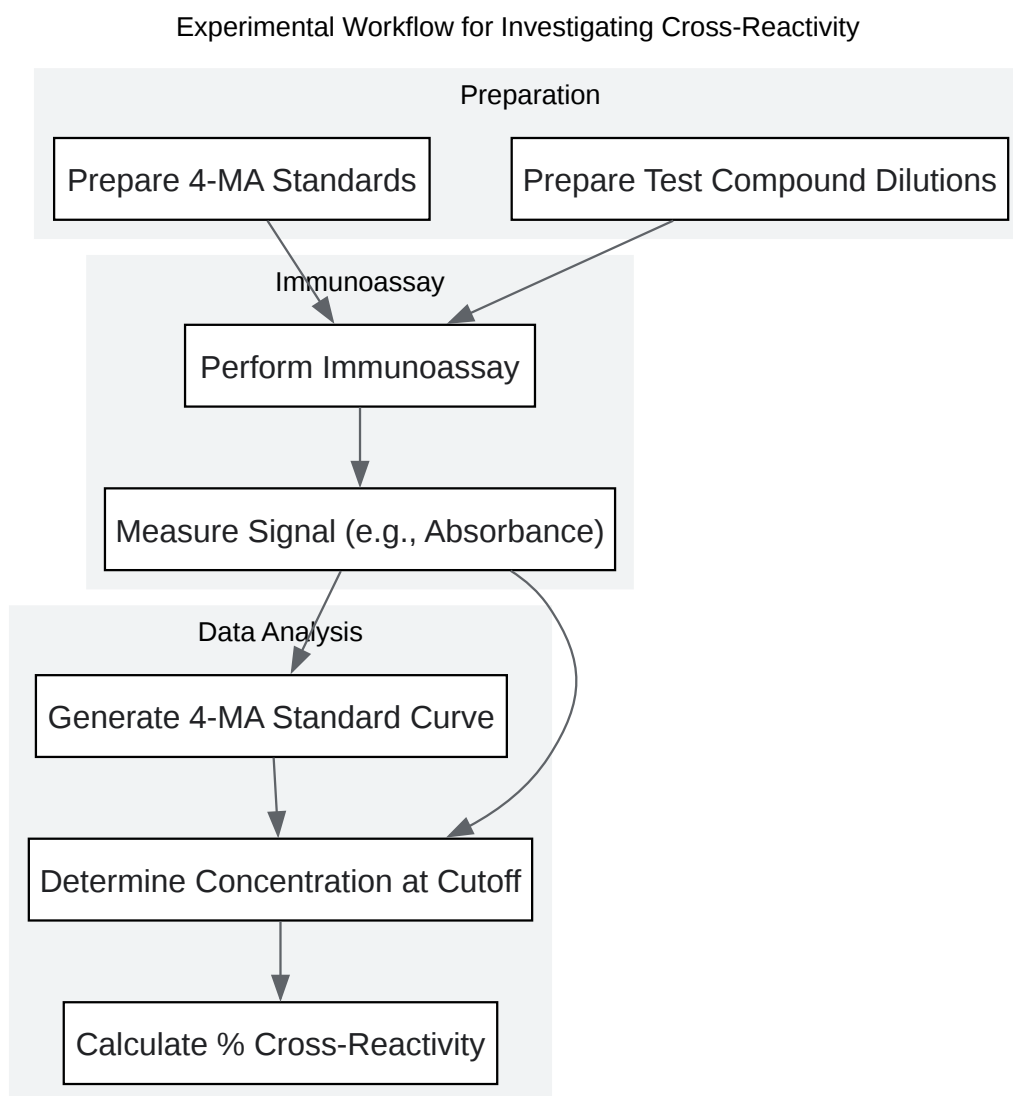 Experimental Workflow for Investigating Cross-Reactivity
Preparation
Prepare 4-MA Standards
Prepare Test Compound Dilutions
Immunoassay
Perform Immunoassay
Measure Signal (e.g., Absorbance)
Data Analysis
Generate 4-MA Standard Curve
Determine Concentration at Cutoff
Calculate % Cross-Reactivity